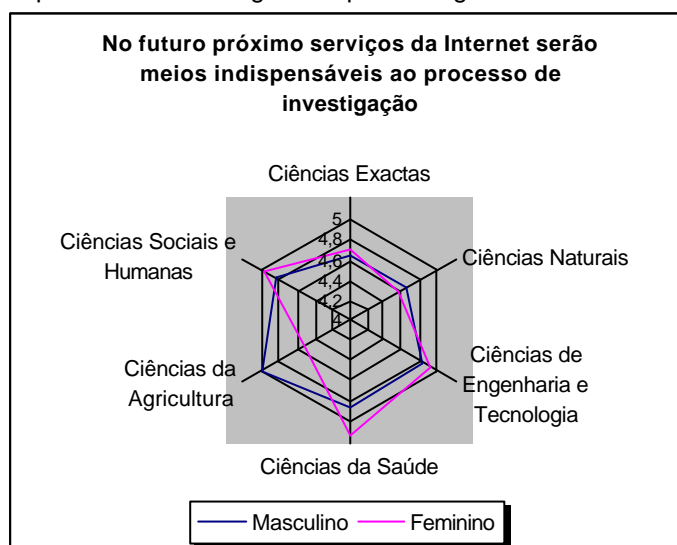 No futuro próximo serviços da Internet serão
meios indispensáveis ao processo de
investigação
Ciências Exactas
5
4,8
4,6
4,4
4,2
4
Ciências Sociais e
Humanas
Ciências Naturais
Ciências da
Agricultura
Ciências de
Engenharia e
Tecnologia
Ciências da Saúde
Masculino
Feminino